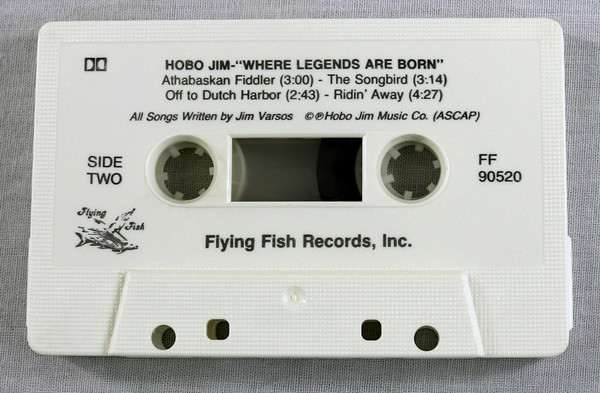 HOBO JIM-"WHERE LEGENDS ARE BORN"
Athabaskan Fiddler (3:00) - The Songbird (3:14)
Off to Dutch Harbor (2:43) - Ridin' Away (4:27)
All Songs Written by Jim Varsos ©℗Hobo Jim Music Co. (ASCAP)
SIDE
TWO
FF
90520
Flying
Fish
Flying Fish Records, Inc.